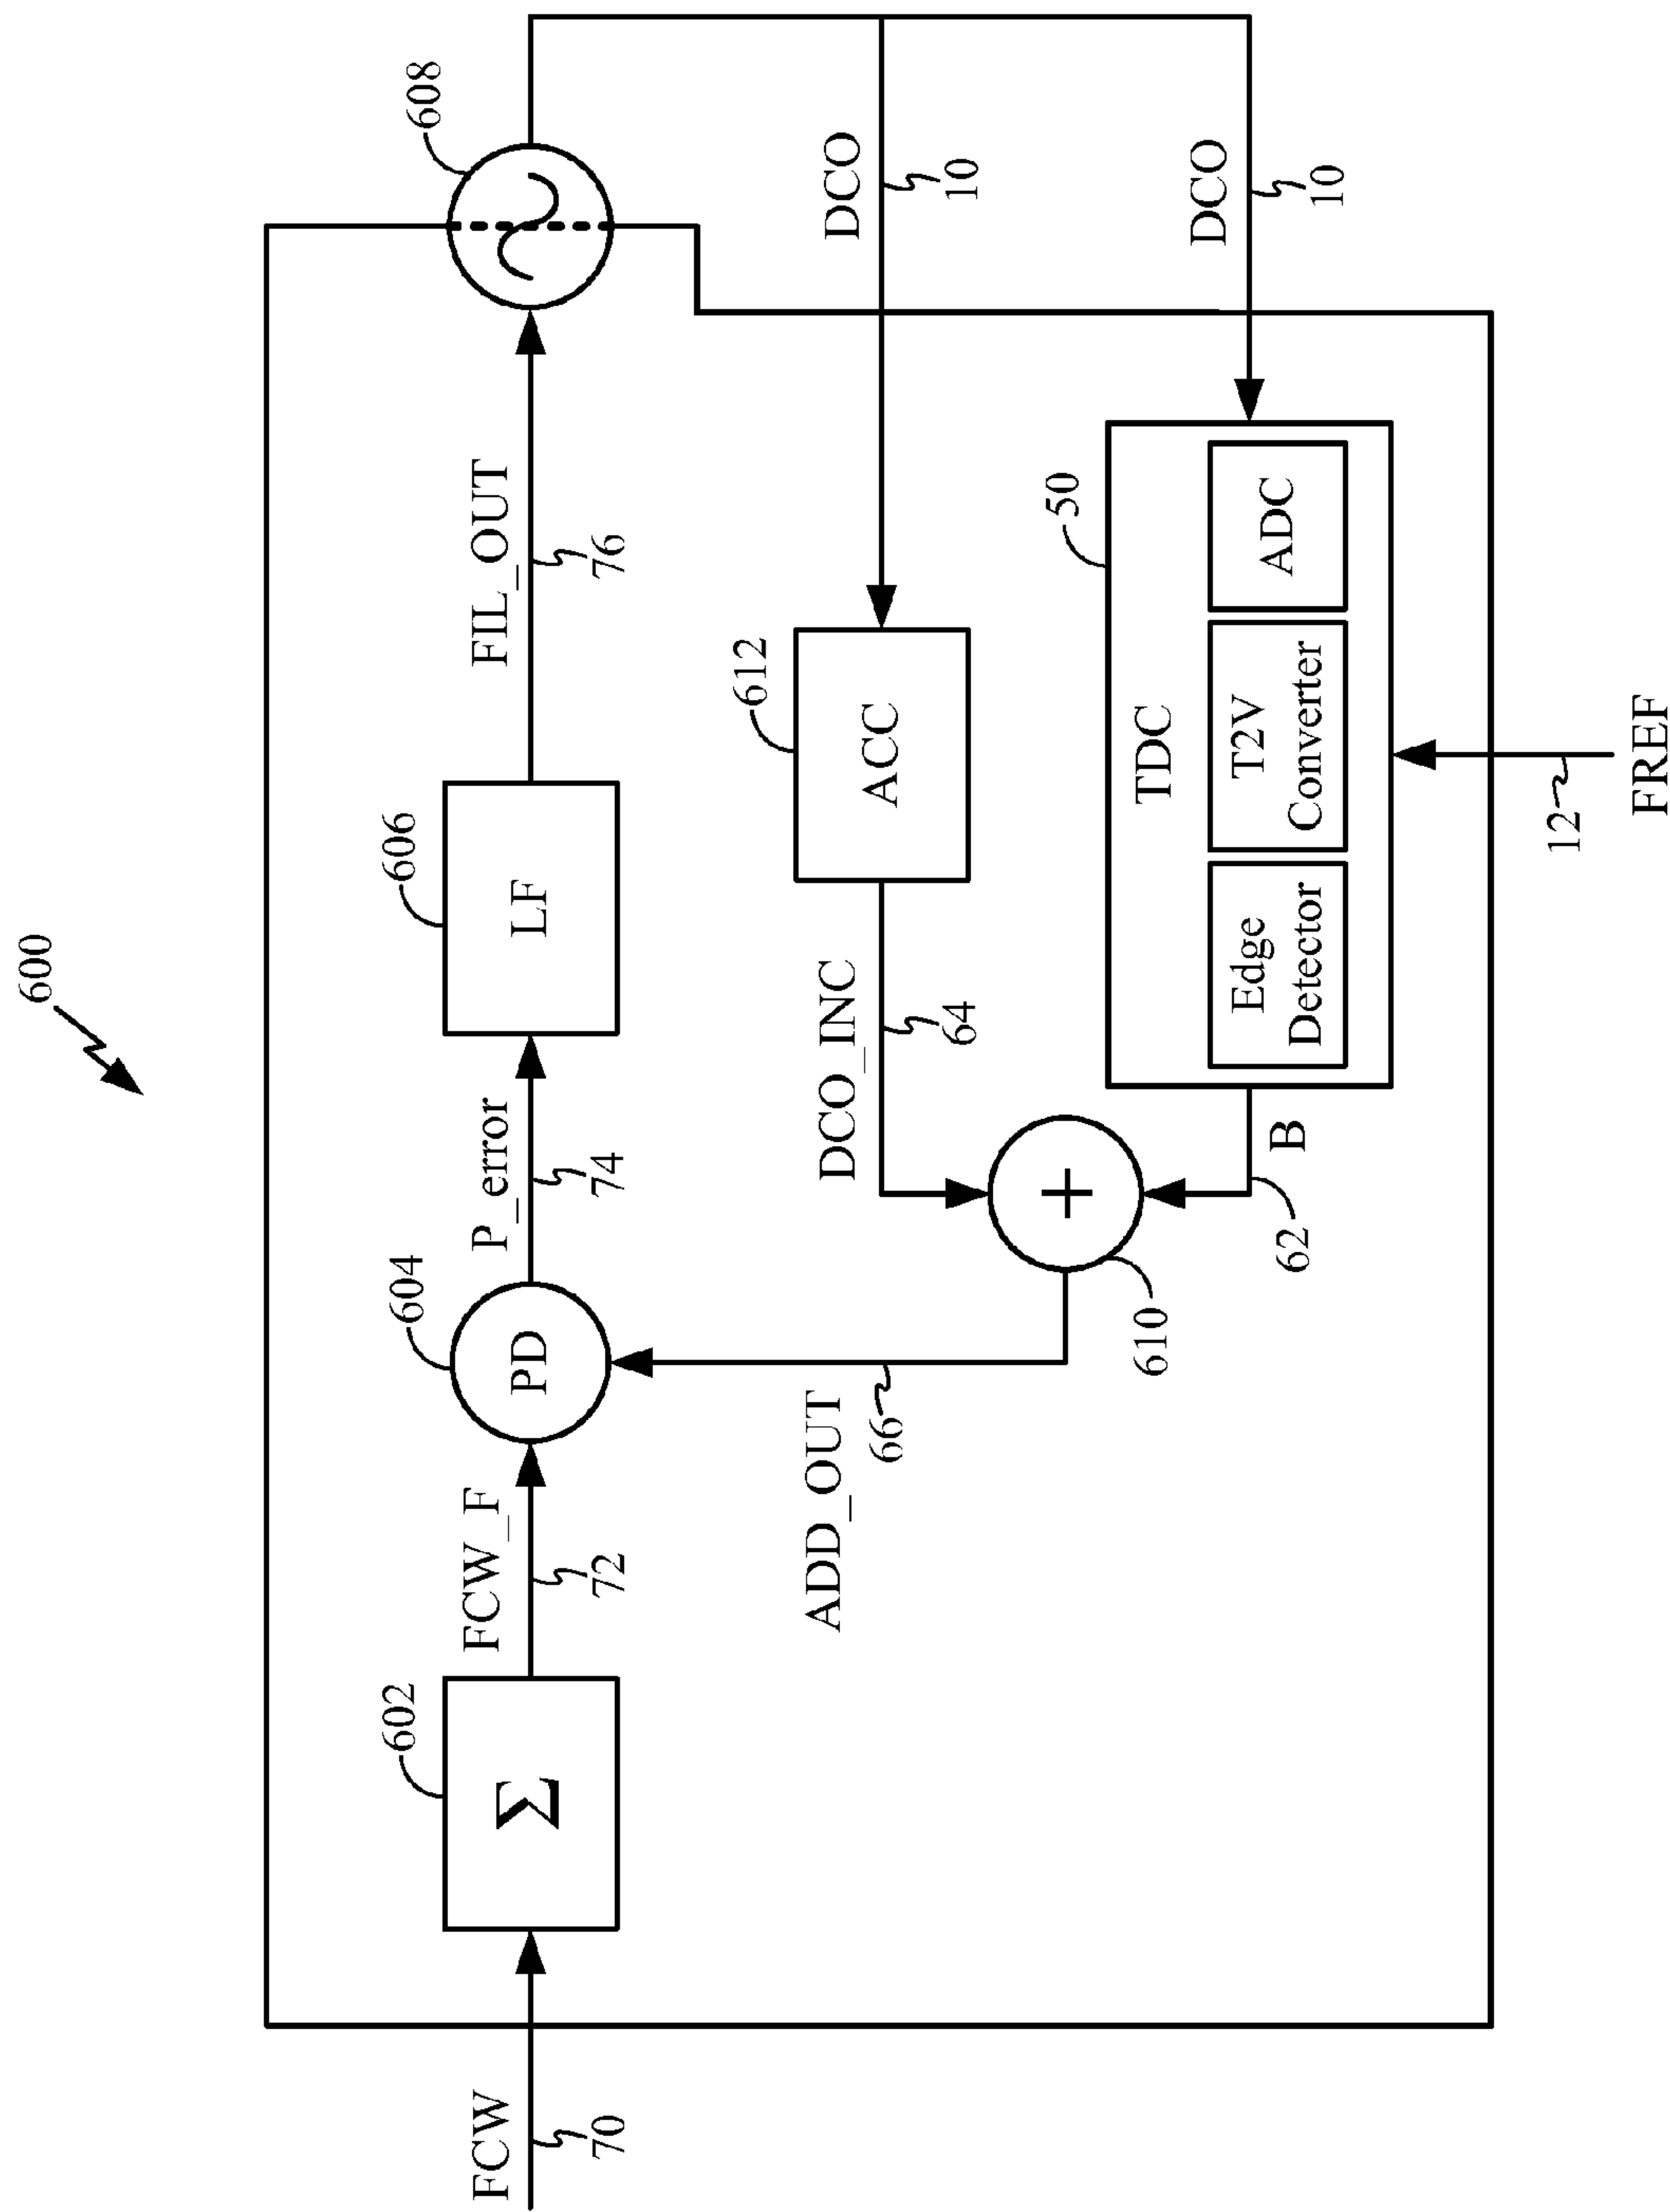 600
FCW
70
602
Σ
FCW_F
72
604
PD
P_error
74
606
LF
FIL_OUT
76
608
ADD_OUT
66
610
+
DCO_INC
64
612
ACC
DCO
10
B
62
TDC
50
Edge
Detector
T2V
Converter
ADC
DCO
10
12
FREF